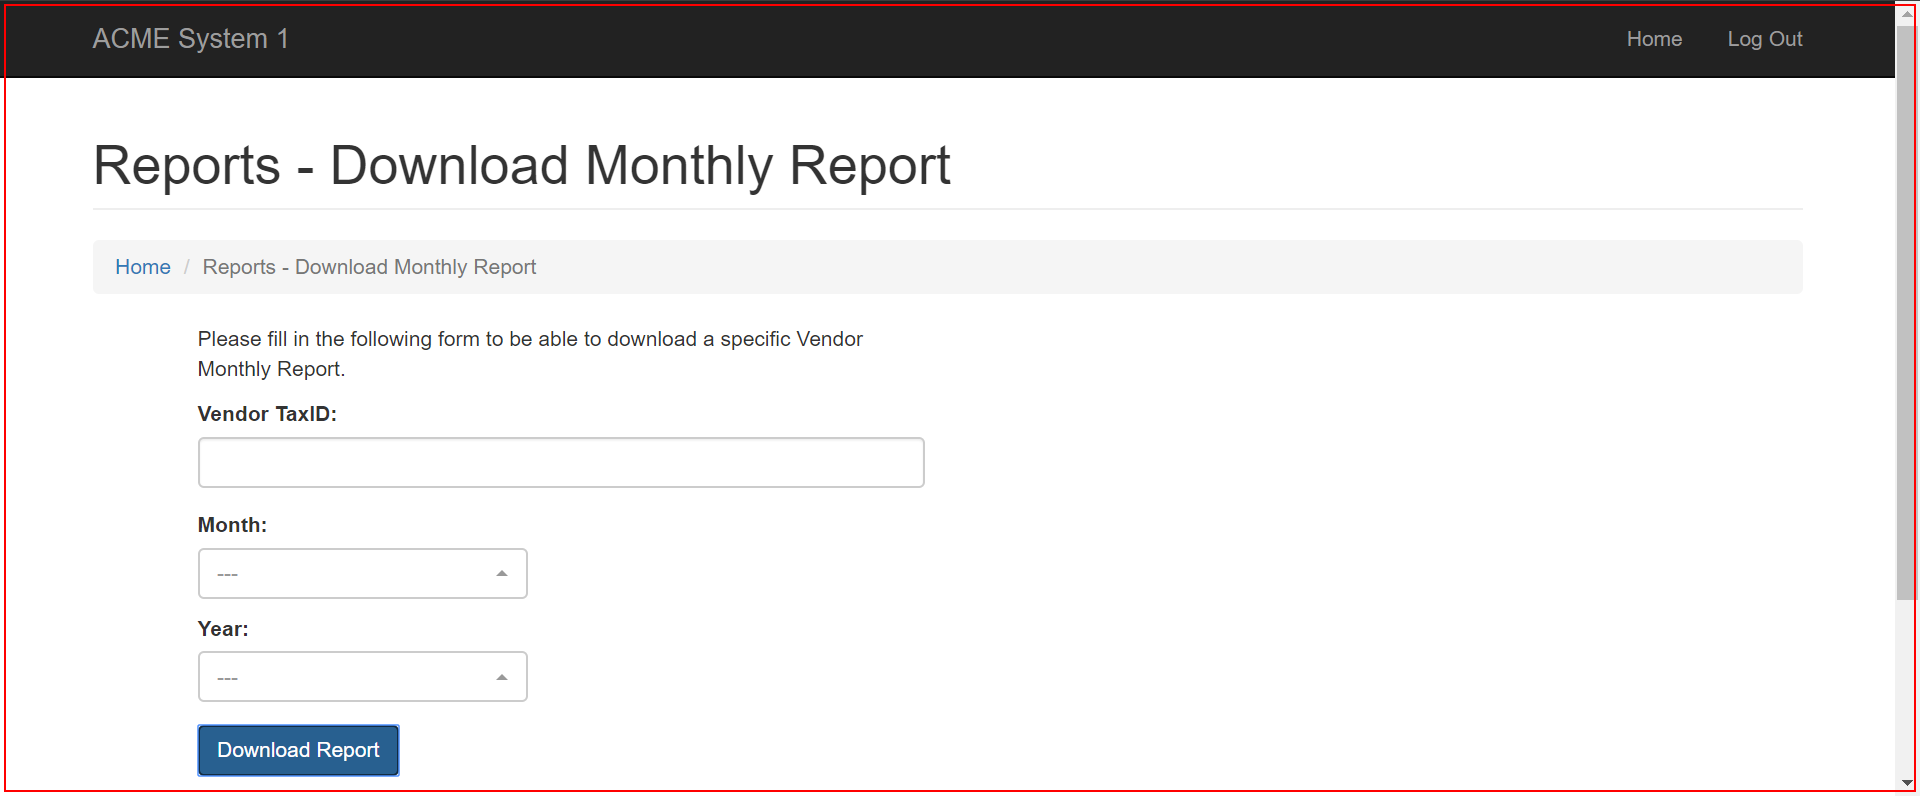 ACME System 1
Home
Log Out
Reports - Download Monthly Report
Home / Reports - Download Monthly Report
Please fill in the following form to be able to download a specific Vendor
Monthly Report.
Vendor TaxID:
Month:
---
Year:
---
Download Report